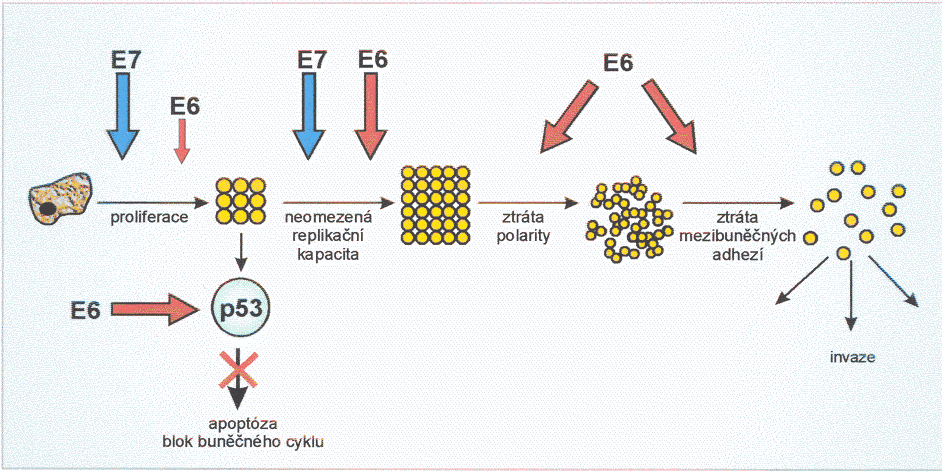 E7
E6
E7
E6
E6
proliferace
neomezená
replikační
kapacita
ztráta
polarity
ztráta
mezibuněčných
adhezí
E6
p53
invaze
apoptóza
blok buněčného cyklu